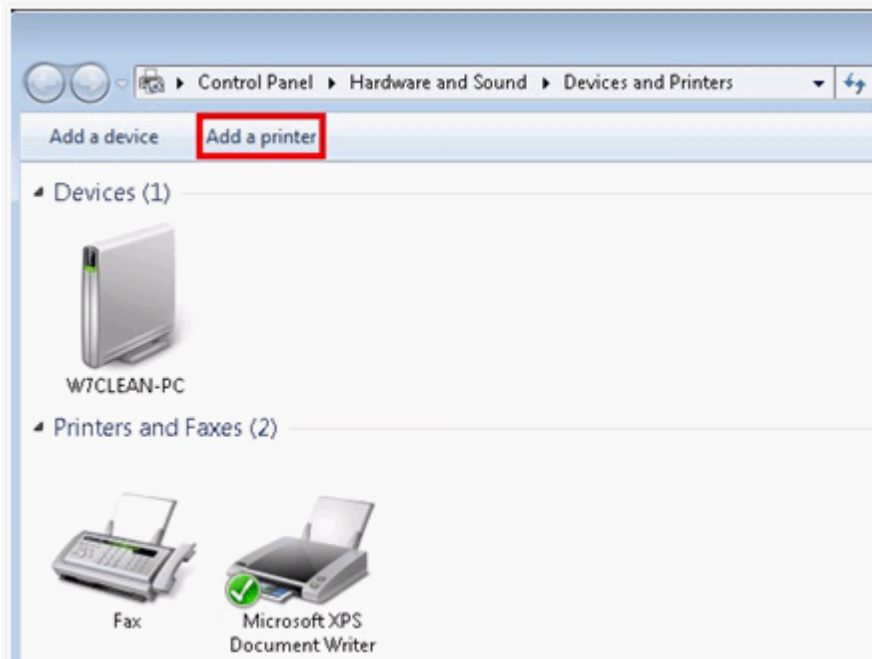 Control Panel Hardware and Sound Devices and Printers
Add a device Add a printer
Devices (1)
W7CLEAN-PC
Printers and Faxes (2)
Fax Microsoft XPS
Document Writer